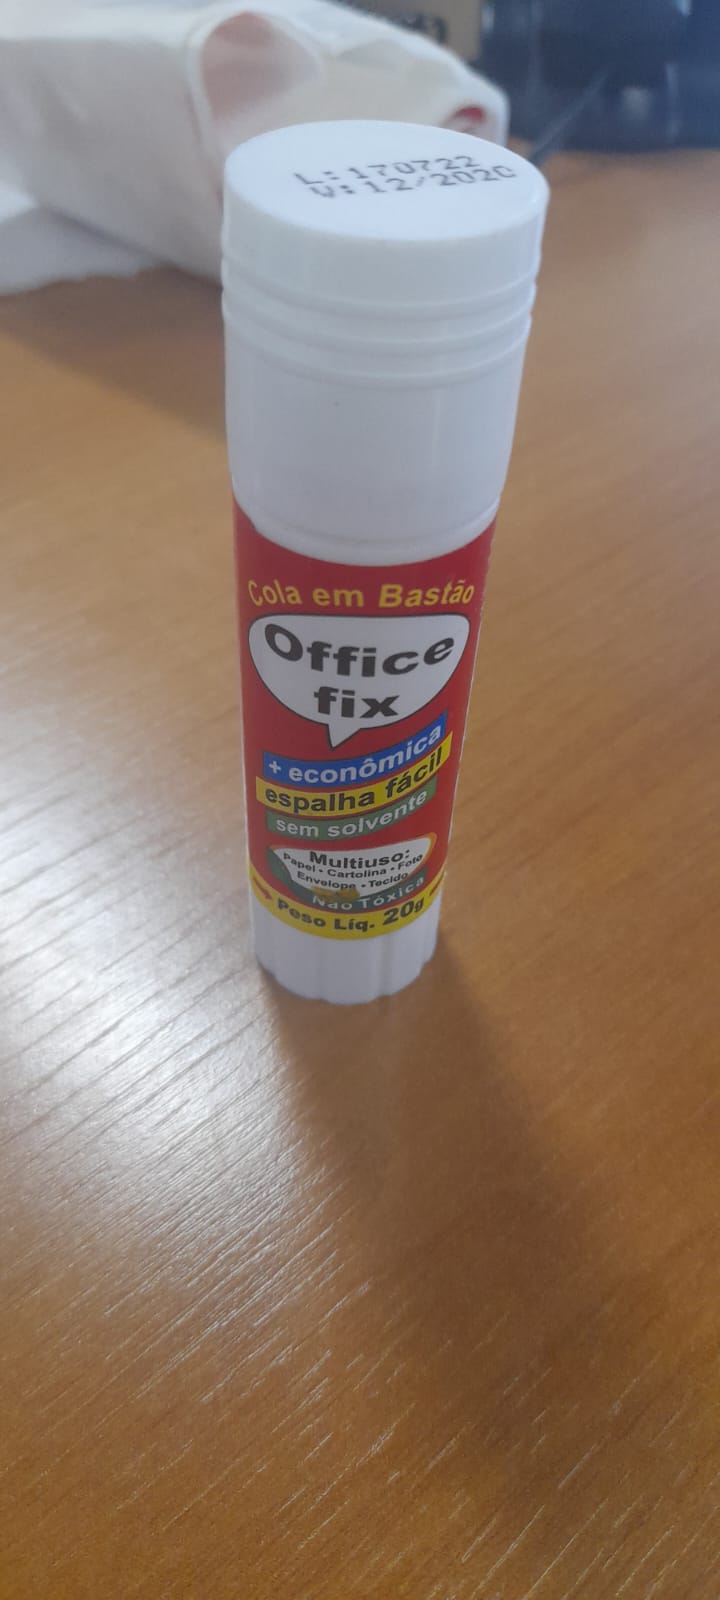 L:170722
V:12/2020
Cola em Bastão
Office
fix
+ econômica
espalha fácil
sem solvente
Multiuso:
Papel • Cartolina • Foto
Envelope • Tecido
Não Tóxica
Peso Líq. 20g